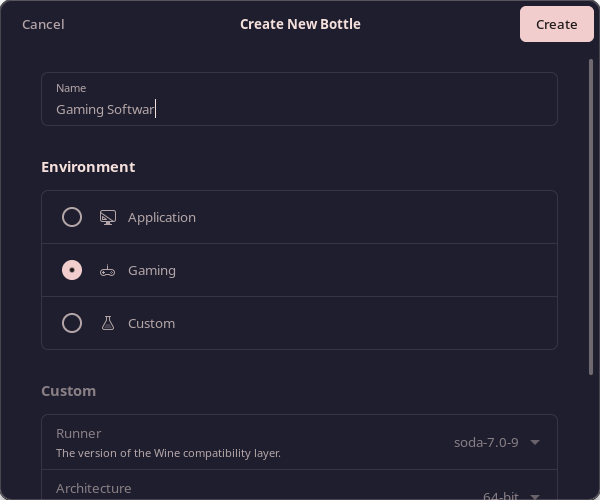 Cancel
Create New Bottle
Create
Name
Gaming Softwar
Environment
Application
Gaming
Custom
Custom
Runner
The version of the Wine compatibility layer.
soda-7.0-9
Architecture
64-bit